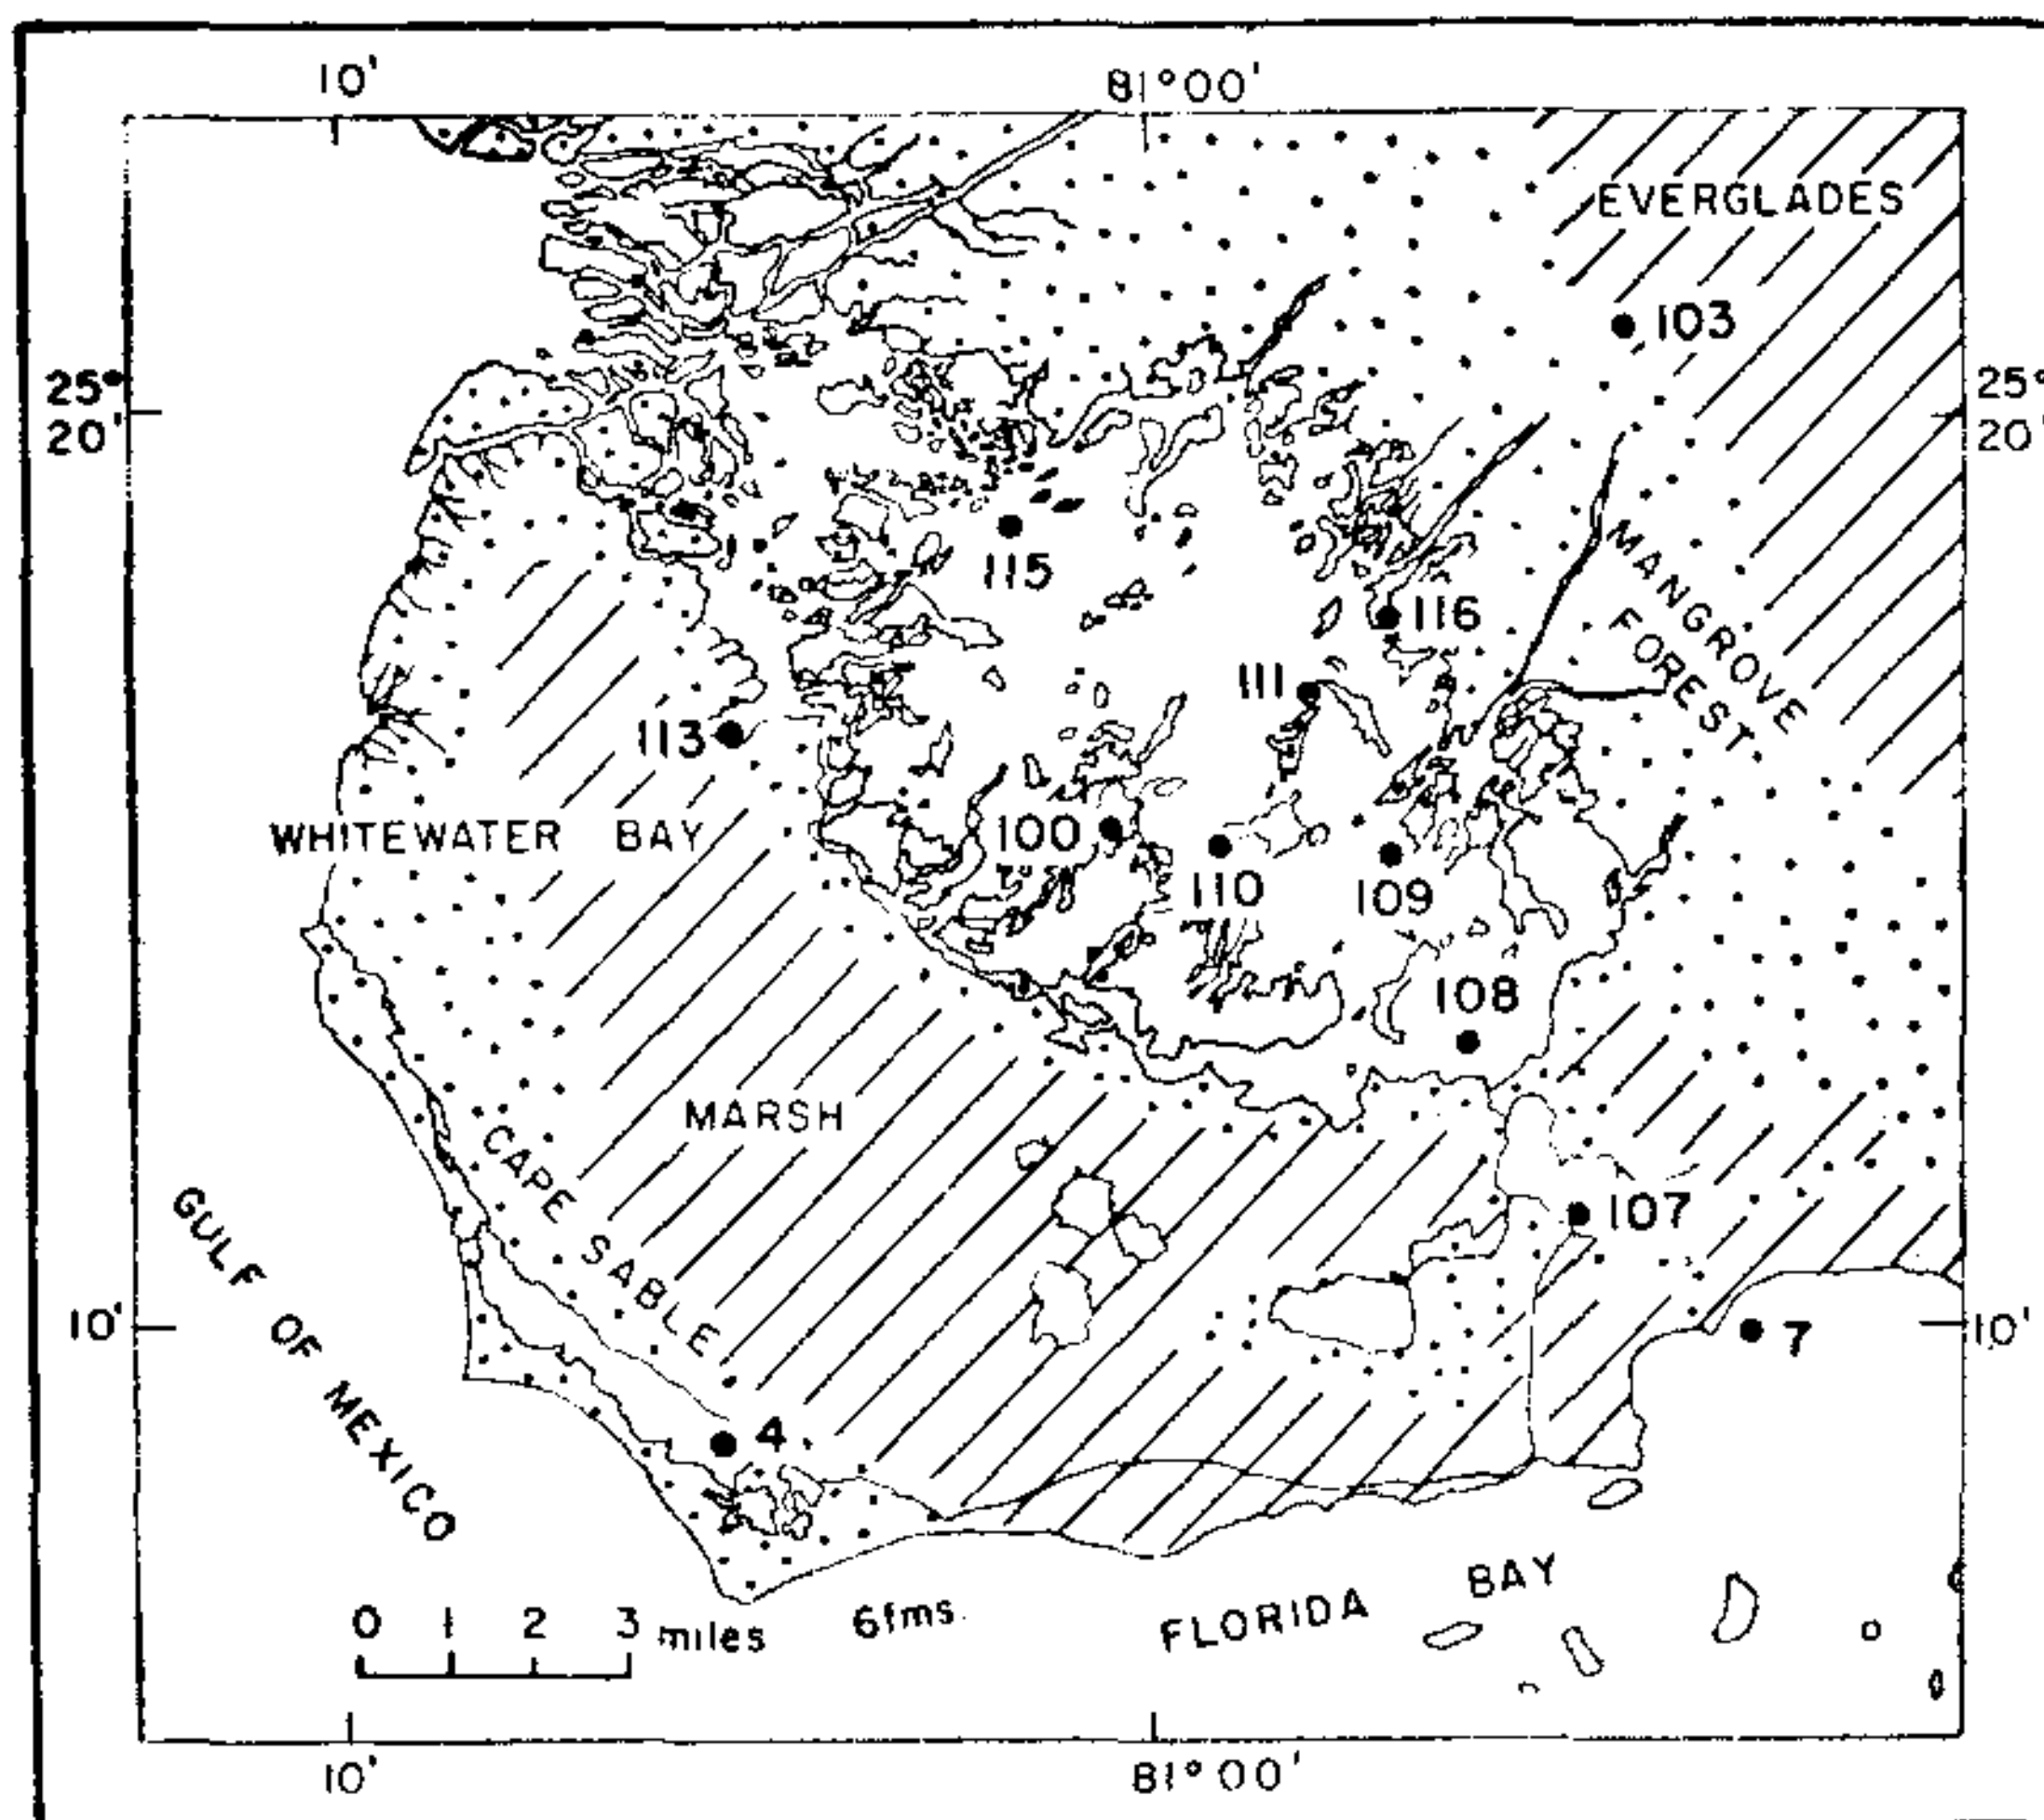 10'
81°00'
EVERGLADES
103
25°
20'
25°
20'
115
MANGROVE
FOREST
116
111
113
WHITEWATER BAY
100
110
109
108
MARSH
CAPE SABLE
107
GULF OF MEXICO
10'
7
10'
4
0 1 2 3 miles
6fms.
FLORIDA BAY
10'
81°00'